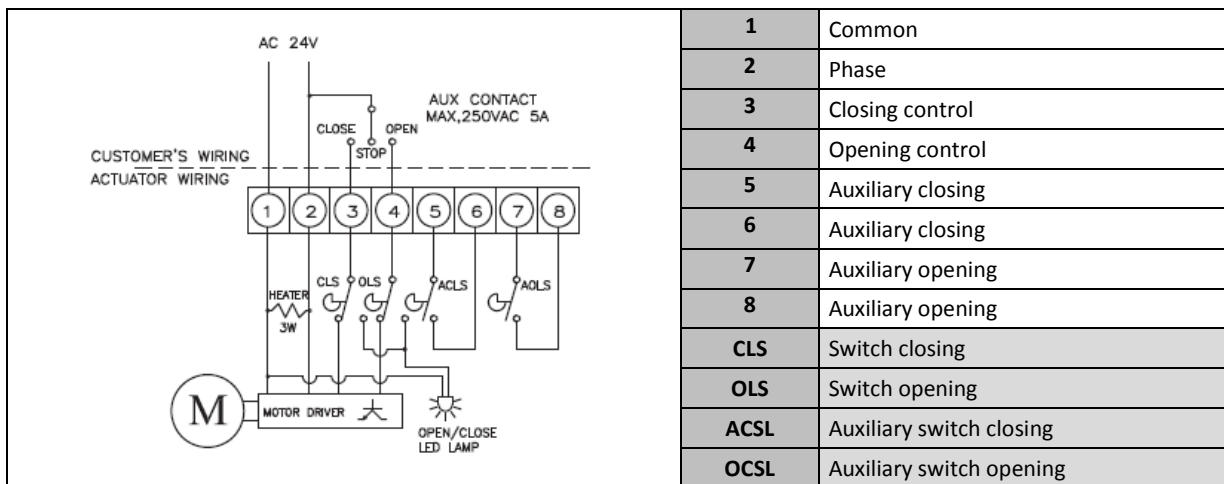 AC 24V
AUX CONTACT
MAX,250VAC 5A
CLOSE OPEN
STOP
CUSTOMER'S WIRING
ACTUATOR WIRING
1 2 3 4 5 6 7 8
CLS OLS ACLS AOLS
HEATER
3W
M MOTOR DRIVER
OPEN/CLOSE
LED LAMP
1 Common
2 Phase
3 Closing control
4 Opening control
5 Auxiliary closing
6 Auxiliary closing
7 Auxiliary opening
8 Auxiliary opening
CLS Switch closing
OLS Switch opening
ACSL Auxiliary switch closing
OCSL Auxiliary switch opening